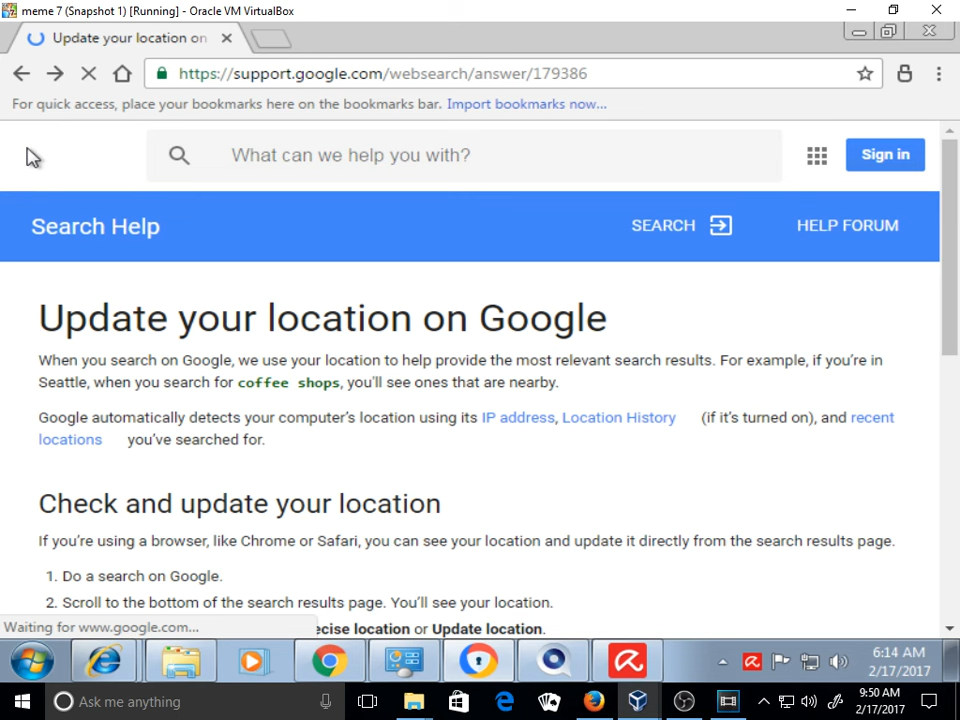 meme 7 (Snapshot 1) [Running] - Oracle VM VirtualBox
Update your location on
https://support.google.com/websearch/answer/179386
For quick access, place your bookmarks here on the bookmarks bar. Import bookmarks now...
What can we help you with?
Sign in
Search Help
SEARCH
HELP FORUM
Update your location on Google
When you search on Google, we use your location to help provide the most relevant search results. For example, if you're in
Seattle, when you search for coffee shops, you'll see ones that are nearby.
Google automatically detects your computer's location using its IP address, Location History (if it's turned on), and recent
locations you've searched for.
Check and update your location
If you're using a browser, like Chrome or Safari, you can see your location and update it directly from the search results page.
1. Do a search on Google.
2. Scroll to the bottom of the search results page. You'll see your location.
Waiting for www.google.com...
ecise location or Update location.
6:14 AM
2/17/2017
Ask me anything
9:50 AM
2/17/2017